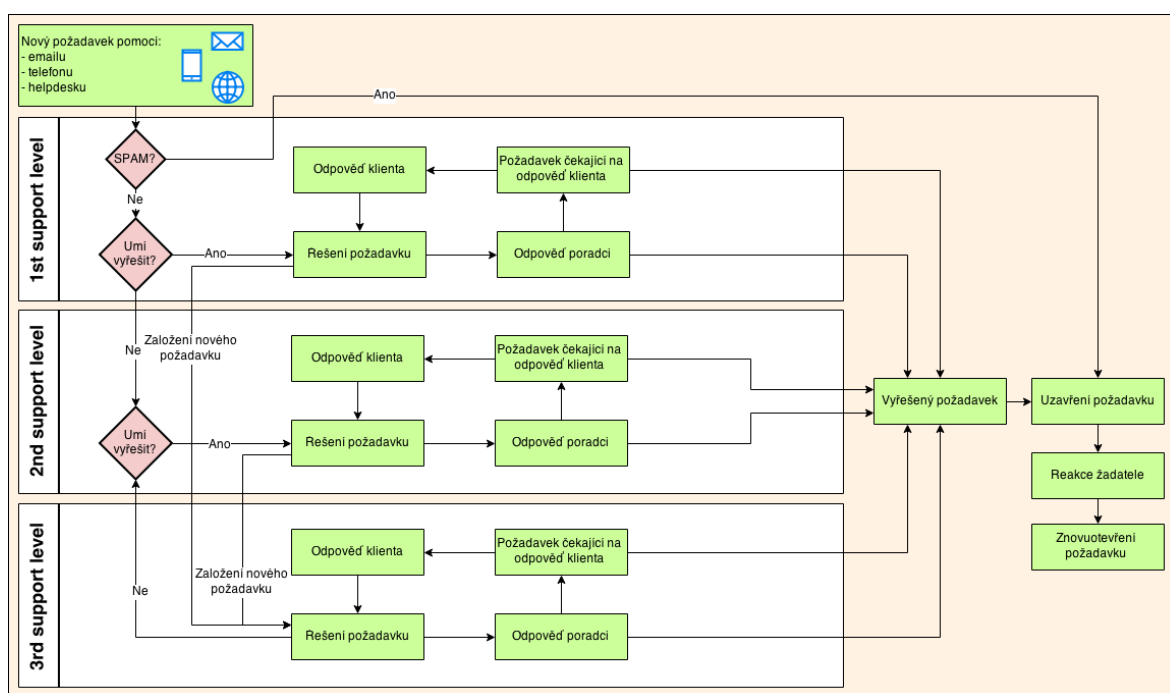 Nový požadavek pomocí:
- emailu
- telefonu
- helpdesku
Ano
1st support level
SPAM?
Ne
Umí
vyřešit?
Ano
Odpověď klienta
Požadavek čekající na
odpověď klienta
Řešení požadavku
Odpověď poradci
2nd support level
Ne
Založení nového
požadavku
Umí
vyřešit?
Ano
Odpověď klienta
Požadavek čekající na
odpověď klienta
Řešení požadavku
Odpověď poradci
Vyřešený požadavek
Uzavření požadavku
Reakce žadatele
Znovuotevření
požadavku
3rd support level
Ne
Založení nového
požadavku
Odpověď klienta
Požadavek čekající na
odpověď klienta
Řešení požadavku
Odpověď poradci